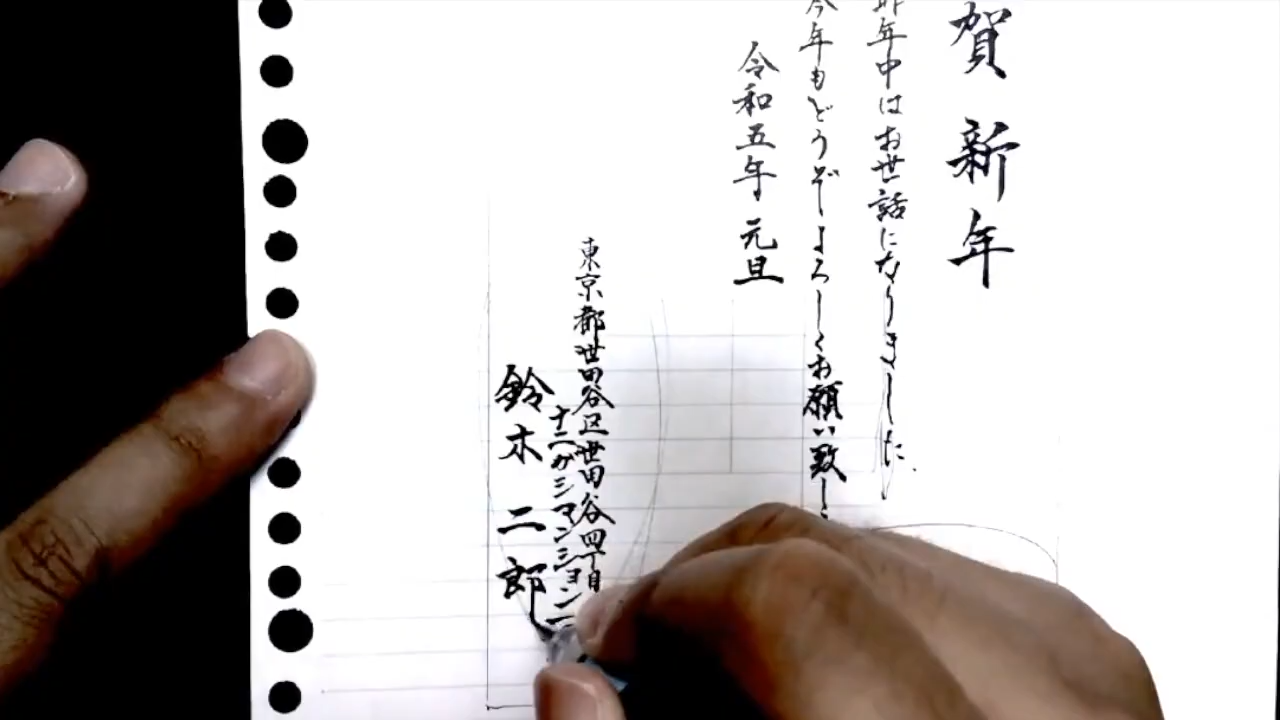 賀新年
昨年中はお世話になりました、
今年もどうぞよろしくお願い致し
令和五年 元旦
東京都世田谷区世田谷四丁目
十二ガシマンション二
鈴木二郎